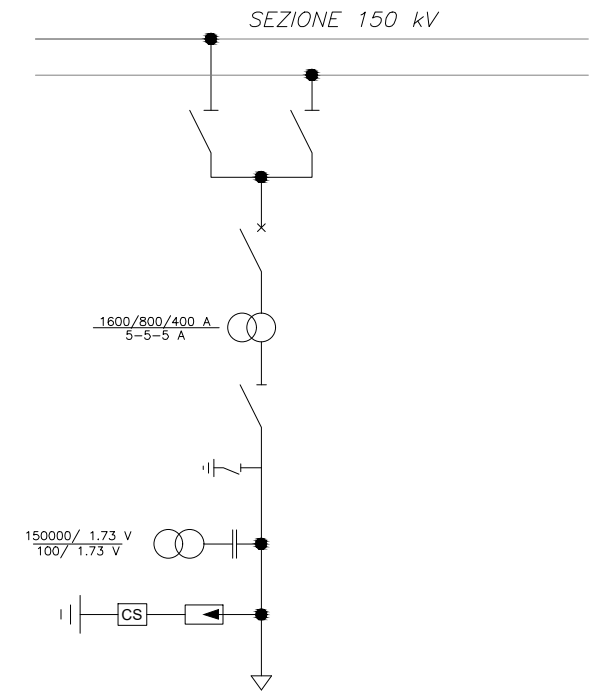 SEZIONE 150 kV
1600/800/400 A
5-5-5 A
150000/ 1.73 V
100/ 1.73 V
CS